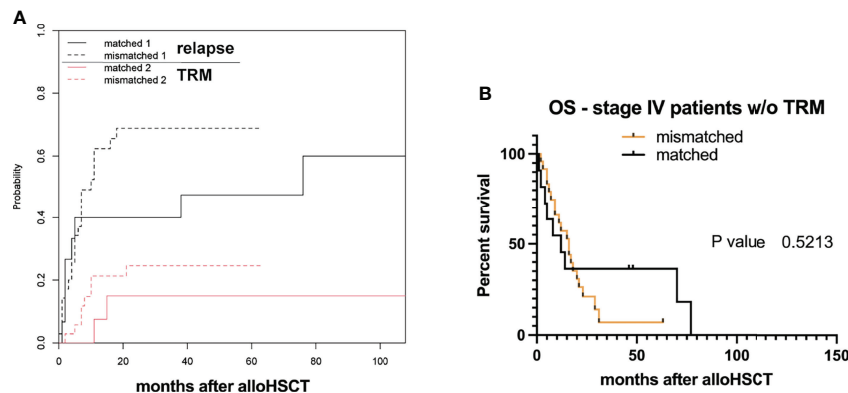 A
1.0
0.8
0.6
0.4
0.2
0.0
Probability
matched 1
mismatched 1
relapse
matched 2
mismatched 2
TRM
0 20 40 60 80 100
months after alloHSCT
B
OS - stage IV patients w/o TRM
mismatched
matched
100
50
0
Percent survival
P value 0.5213
0 50 100 150
months after alloHSCT